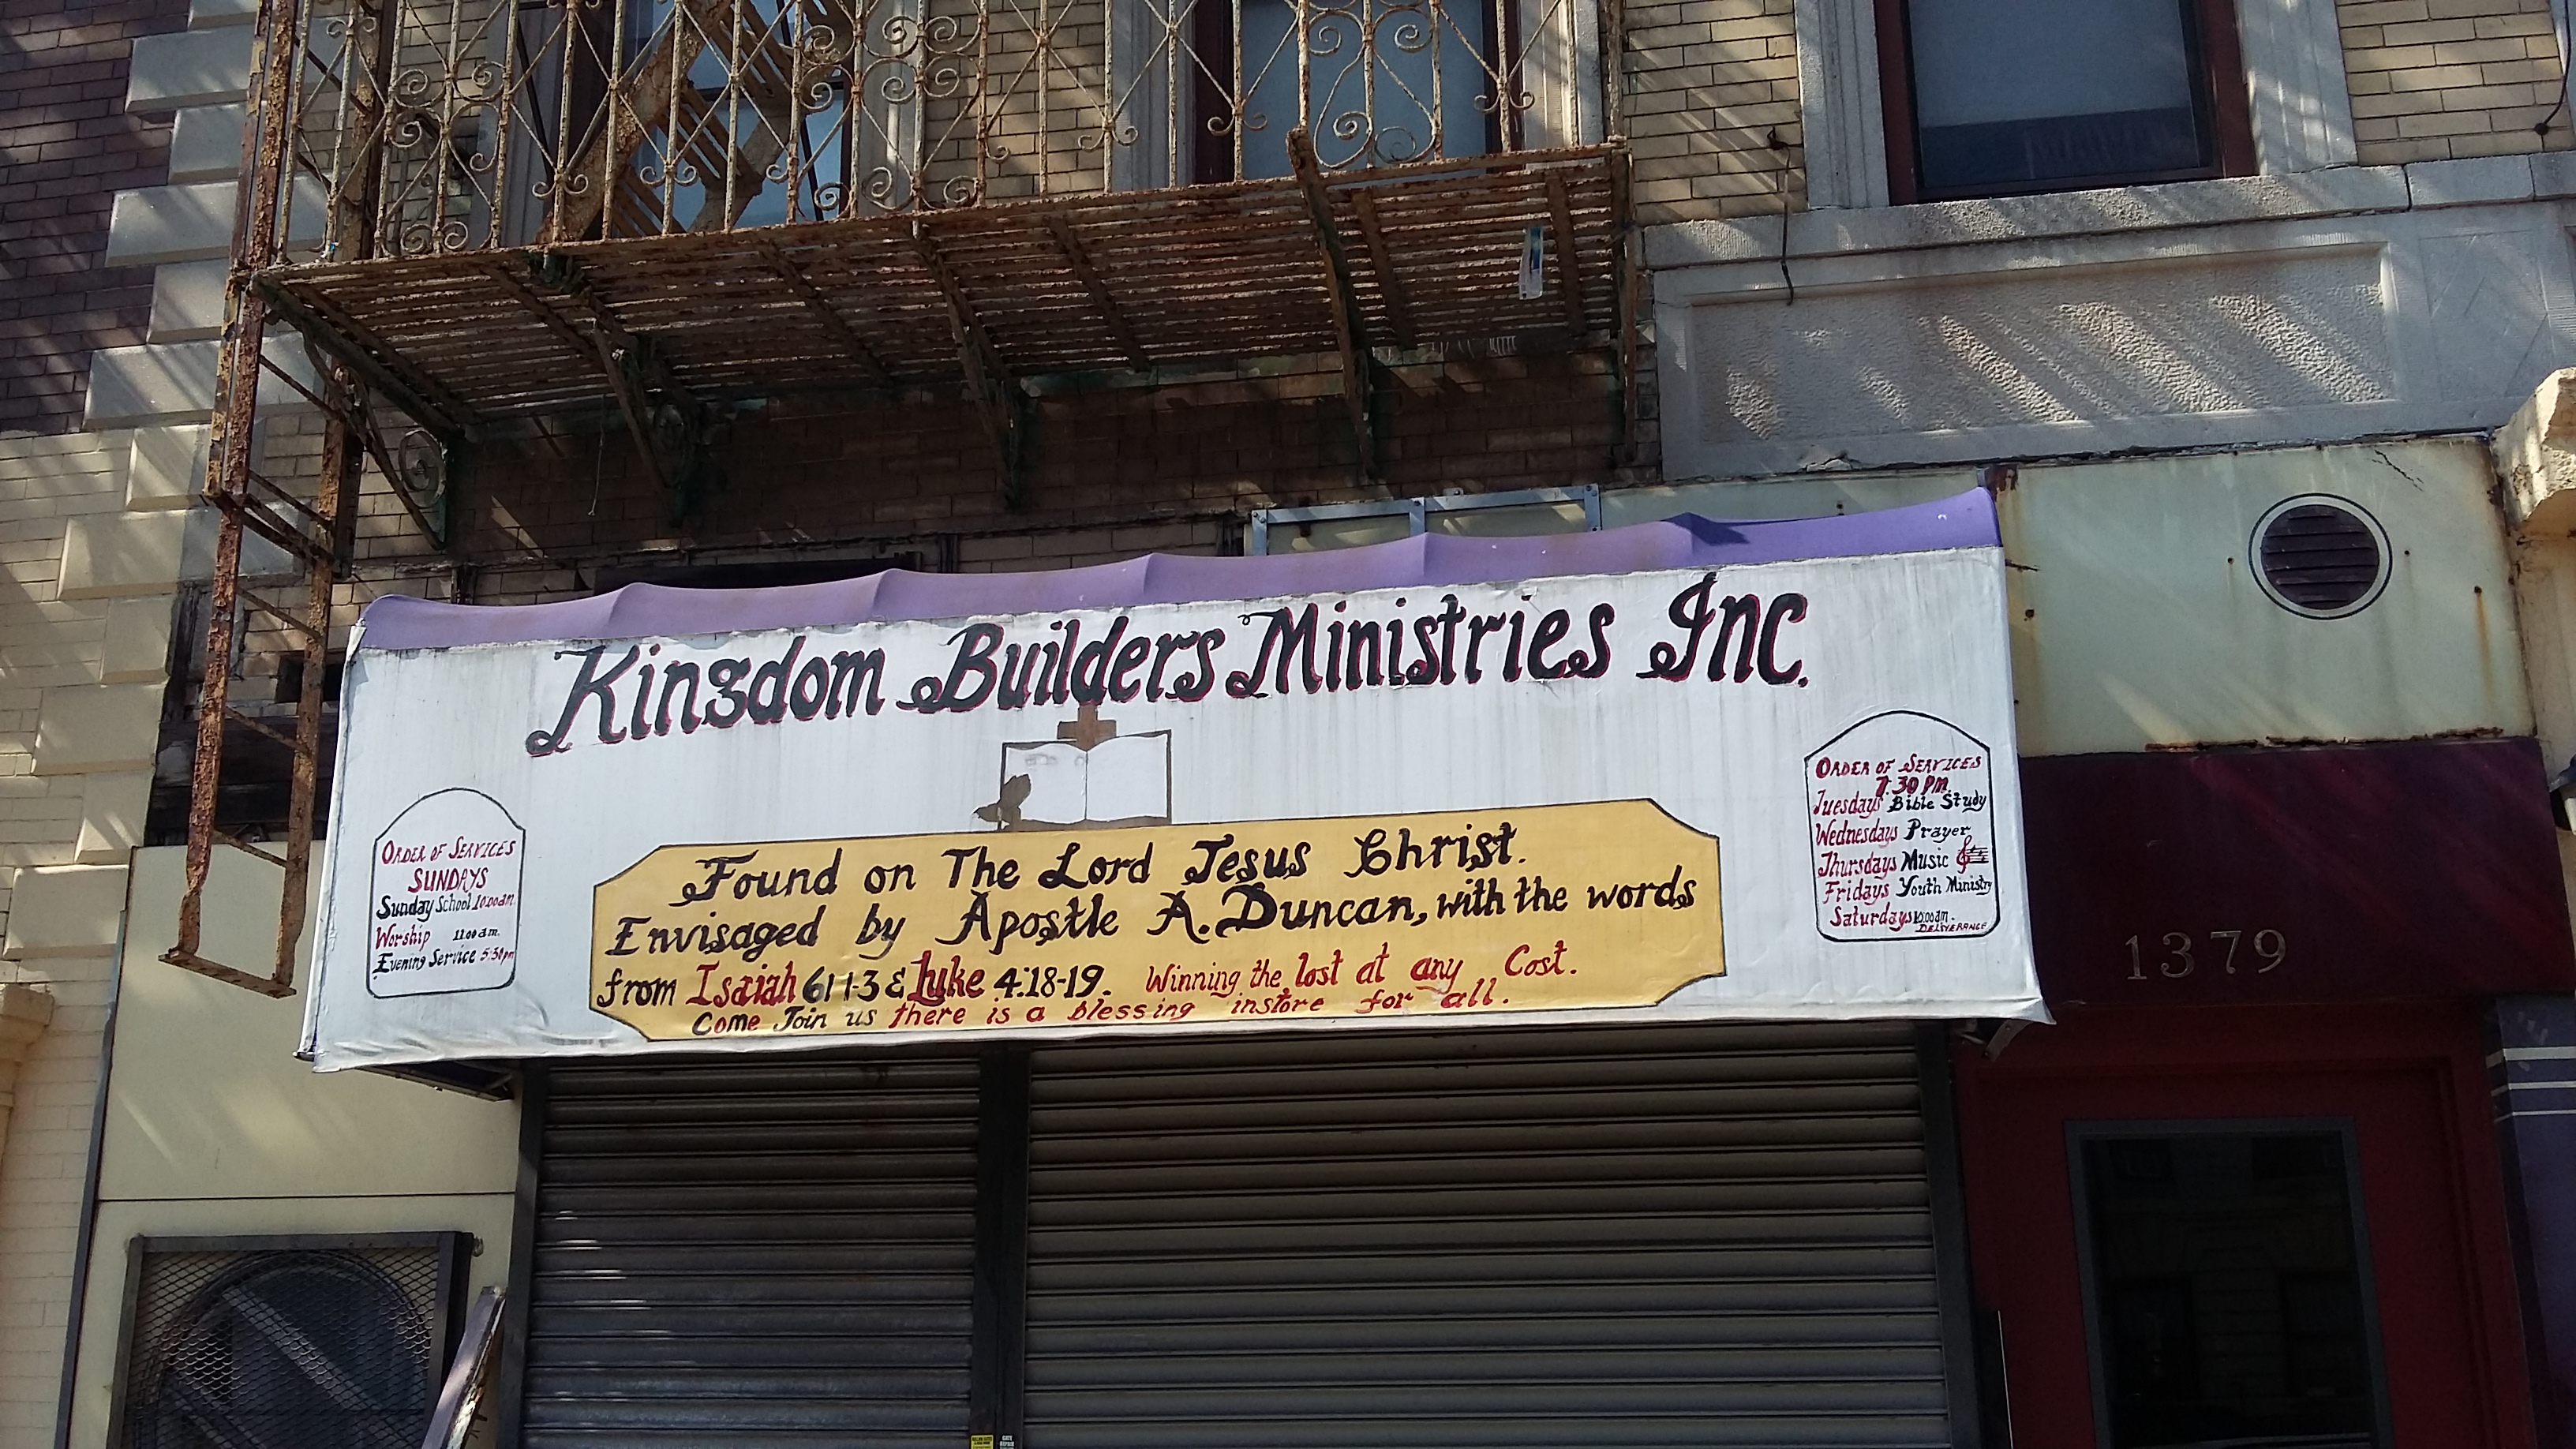 Kingdom Builders Ministries Inc.
ORDER OF SERVICES
SUNDAYS
Sunday School 10:00am.
Worship 11.00 am.
Evening Service 5:30pm
Found on The Lord Jesus Christ.
Envisaged by Apostle A. Duncan, with the words
from Isaiah 61 1-3 & Luke 4:18-19. Winning the lost at any Cost.
Come Join us there is a blessing instore for all.
ORDER OF SERVICES
7:30 Pm.
Tuesdays Bible Study
Wednesdays Prayer
Thursdays Music
Fridays Youth Ministry
Saturdays 10:00am.
DELIVERANCE
1379